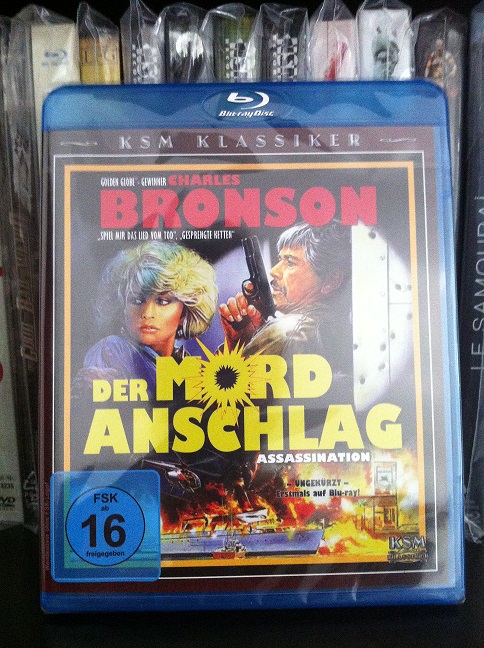 Blu-ray Disc
KSM KLASSIKER
GOLDEN GLOBE®-GEWINNER CHARLES
BRONSON
„SPIEL MIR DAS LIED VOM TOD“, „GESPRENGTE KETTEN“
DER MORD
ANSCHLAG
ASSASSINATION
– UNGEKÜRZT –
Erstmals auf Blu-ray!
FSK
ab
16
freigegeben
KSM
KLASSIKER
LE SAMOURAÏ